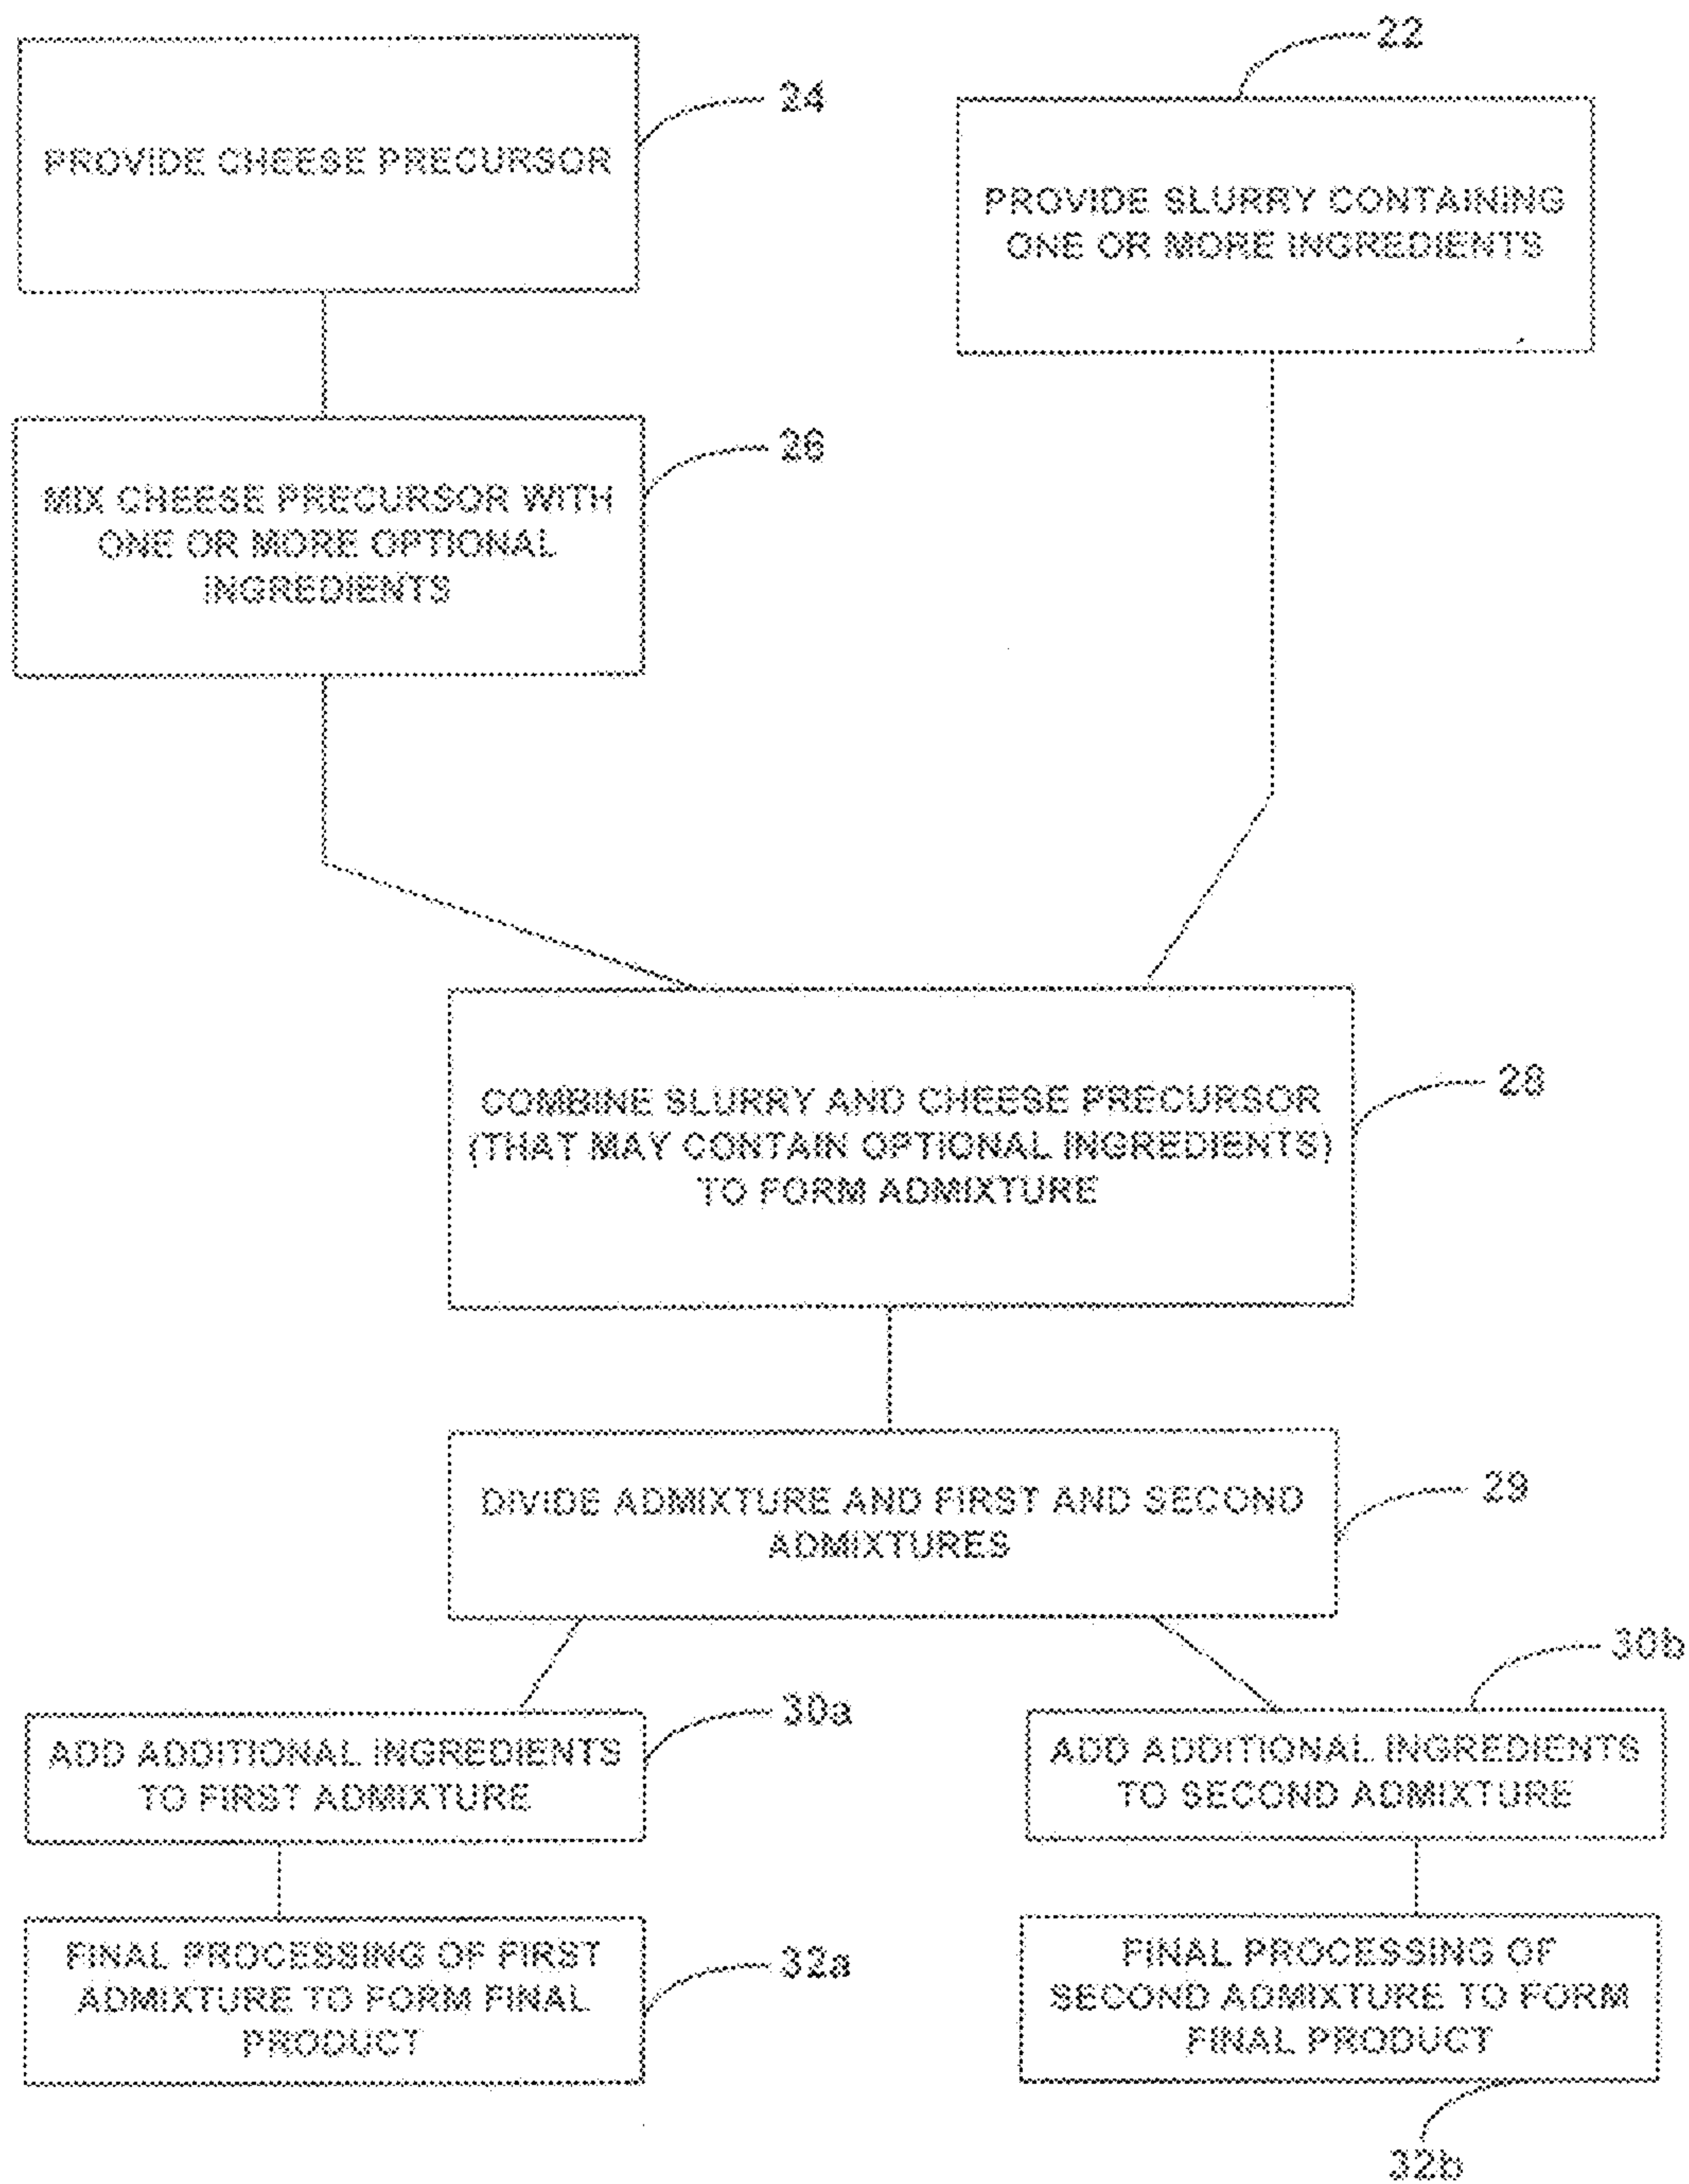 22
24
PROVIDE CHEESE PRECURSOR
PROVIDE SLURRY CONTAINING
ONE OR MORE INGREDIENTS
26
MIX CHEESE PRECURSOR WITH
ONE OR MORE OPTIONAL
INGREDIENTS
28
COMBINE SLURRY AND CHEESE PRECURSOR
(THAT MAY CONTAIN OPTIONAL INGREDIENTS)
TO FORM ADMIXTURE
29
DIVIDE ADMIXTURE AND FIRST AND SECOND
ADMIXTURES
30a
ADD ADDITIONAL INGREDIENTS
TO FIRST ADMIXTURE
30b
ADD ADDITIONAL INGREDIENTS
TO SECOND ADMIXTURE
32a
FINAL PROCESSING OF FIRST
ADMIXTURE TO FORM FINAL
PRODUCT
FINAL PROCESSING OF
SECOND ADMIXTURE TO FORM
FINAL PRODUCT
32b